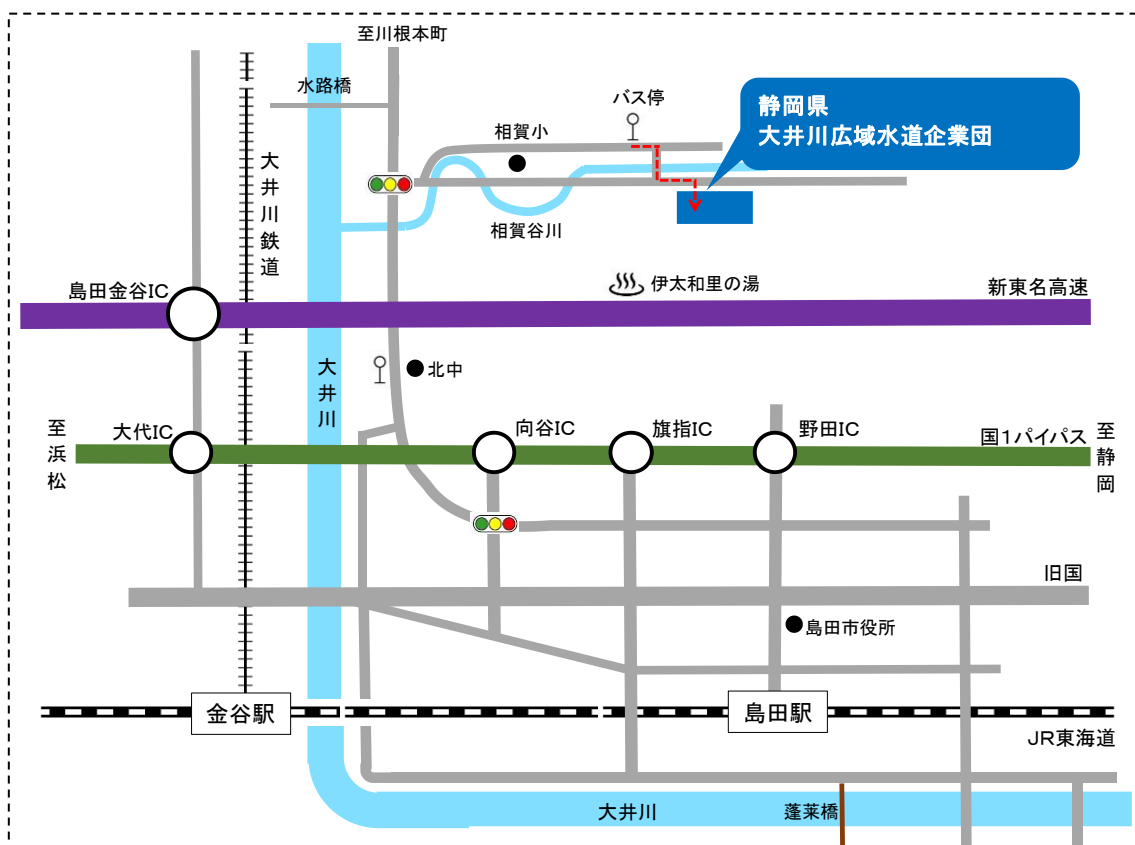 至川根本町
水路橋
バス停
静岡県
大井川広域水道企業団
相賀小
大井川鉄道
相賀谷川
島田金谷IC
伊太和里の湯
新東名高速
大井川
北中
至浜松
大代IC
向谷IC
旗指IC
野田IC
国1パイパス
至静岡
旧国
島田市役所
金谷駅
島田駅
JR東海道
大井川
蓬莱橋